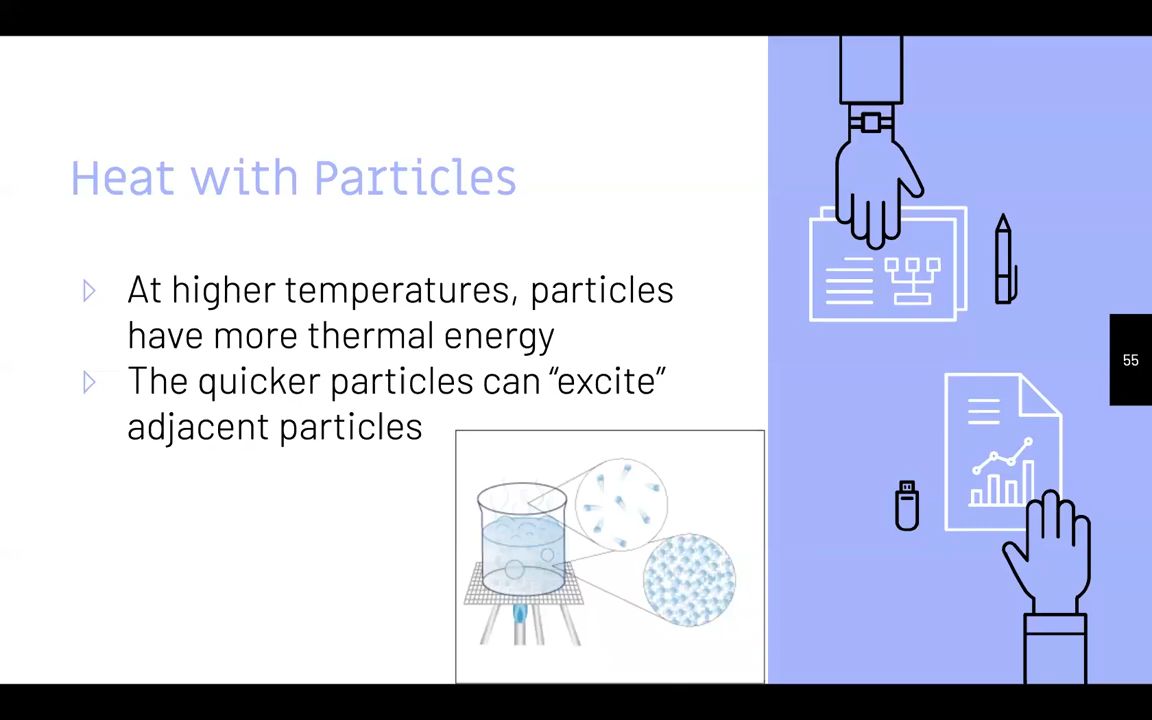 Heat with Particles
At higher temperatures, particles
have more thermal energy
The quicker particles can “excite”
adjacent particles
55